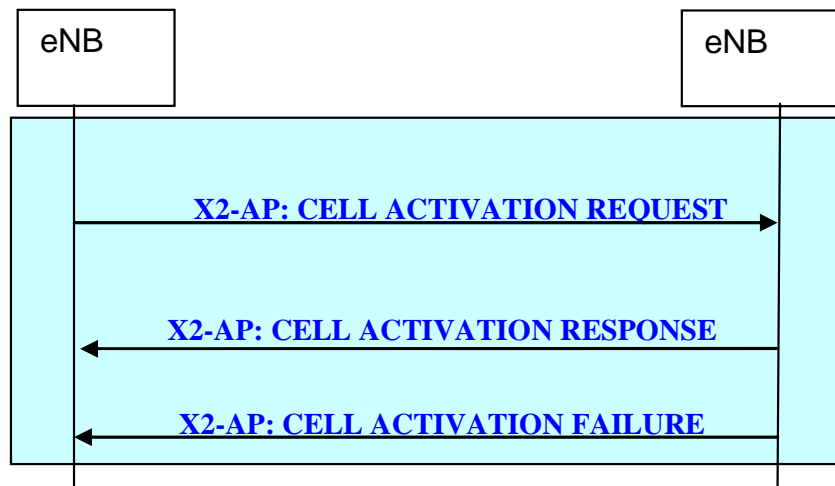 eNB
eNB
X2-AP: CELL ACTIVATION REQUEST
X2-AP: CELL ACTIVATION RESPONSE
X2-AP: CELL ACTIVATION FAILURE